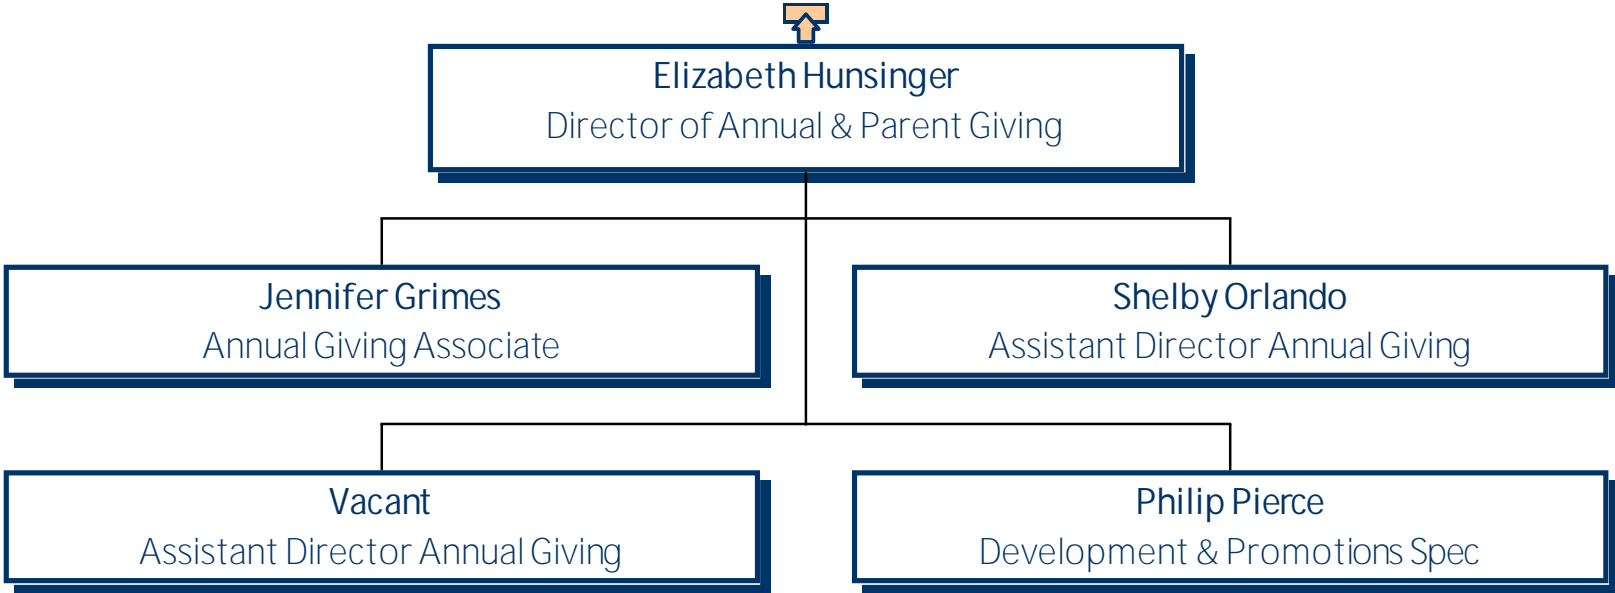 Elizabeth Hunsinger
Director of Annual & Parent Giving
Jennifer Grimes
Annual Giving Associate
Shelby Orlando
Assistant Director Annual Giving
Vacant
Assistant Director Annual Giving
Philip Pierce
Development & Promotions Spec